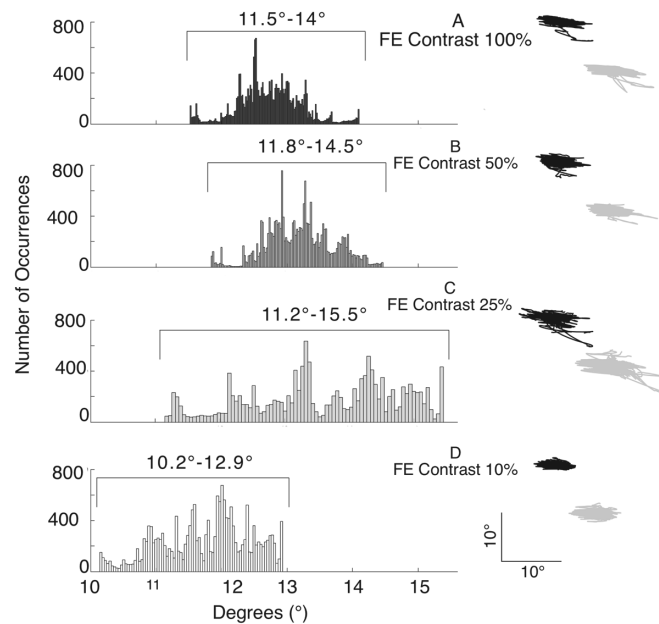 11.5°-14°
A
FE Contrast 100%
800
400
0
11.8°-14.5°
B
FE Contrast 50%
800
400
0
C
FE Contrast 25%
11.2°-15.5°
800
400
0
D
FE Contrast 10%
10.2°-12.9°
800
400
0
Number of Occurrences
10 11 12 13 14 15
Degrees (°)
10°
10°